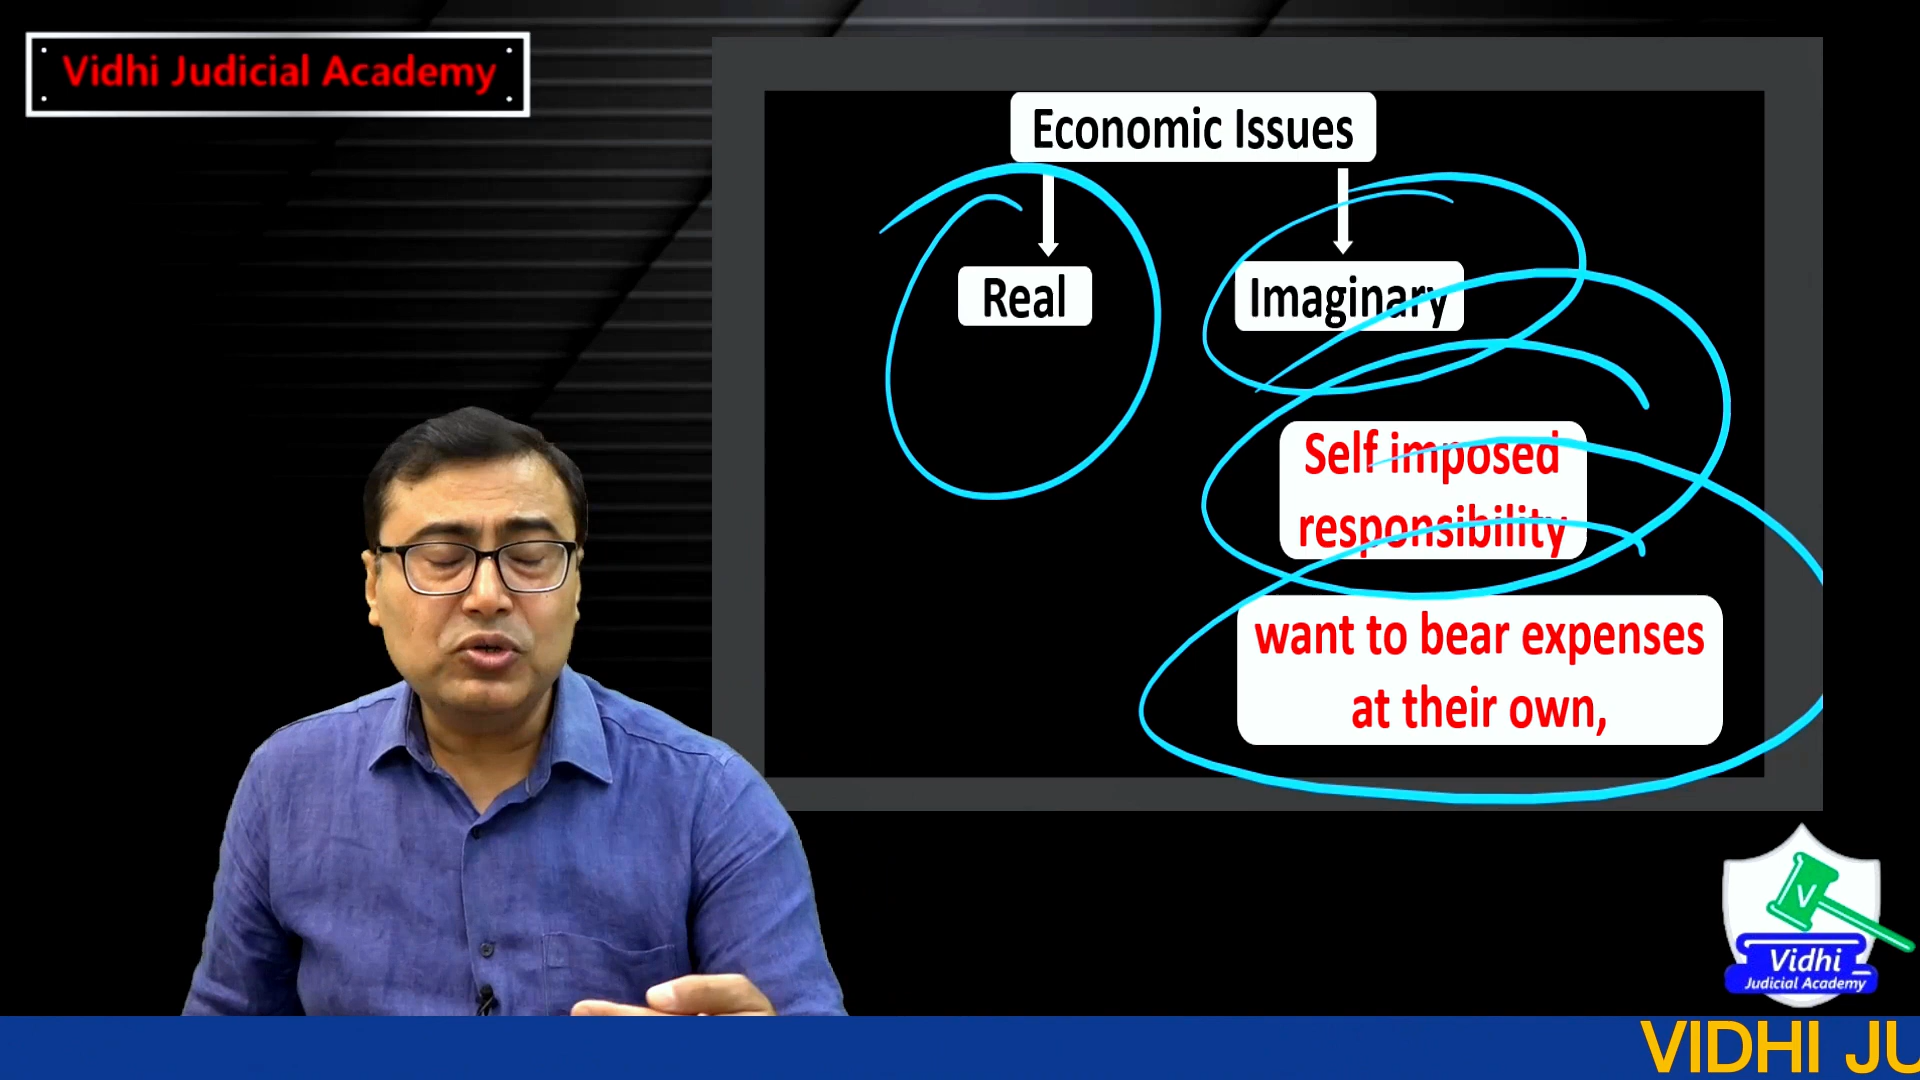 Vidhi Judicial Academy
Economic Issues
Real
Imaginary
Self imposed
responsibility
want to bear expenses
at their own,
V
Vidhi
Judicial Academy
VIDHI JU